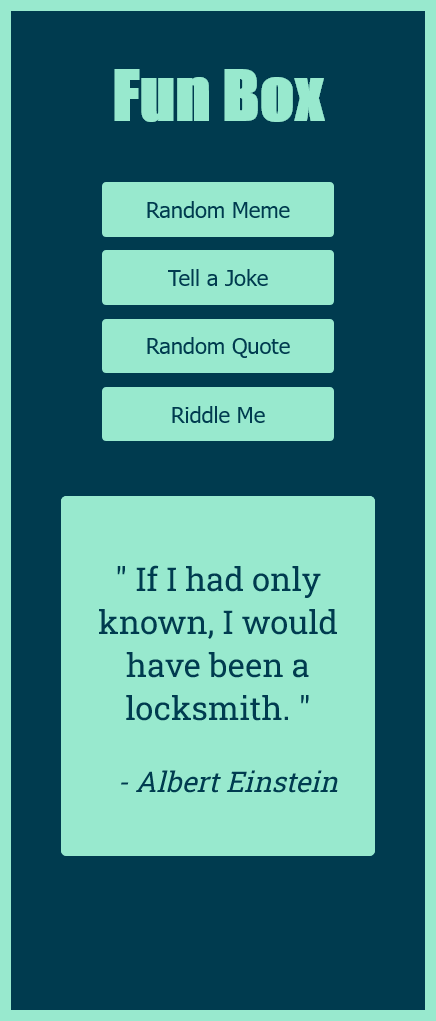 Fun Box
Random Meme
Tell a Joke
Random Quote
Riddle Me
" If I had only
known, I would
have been a
locksmith. "
- Albert Einstein